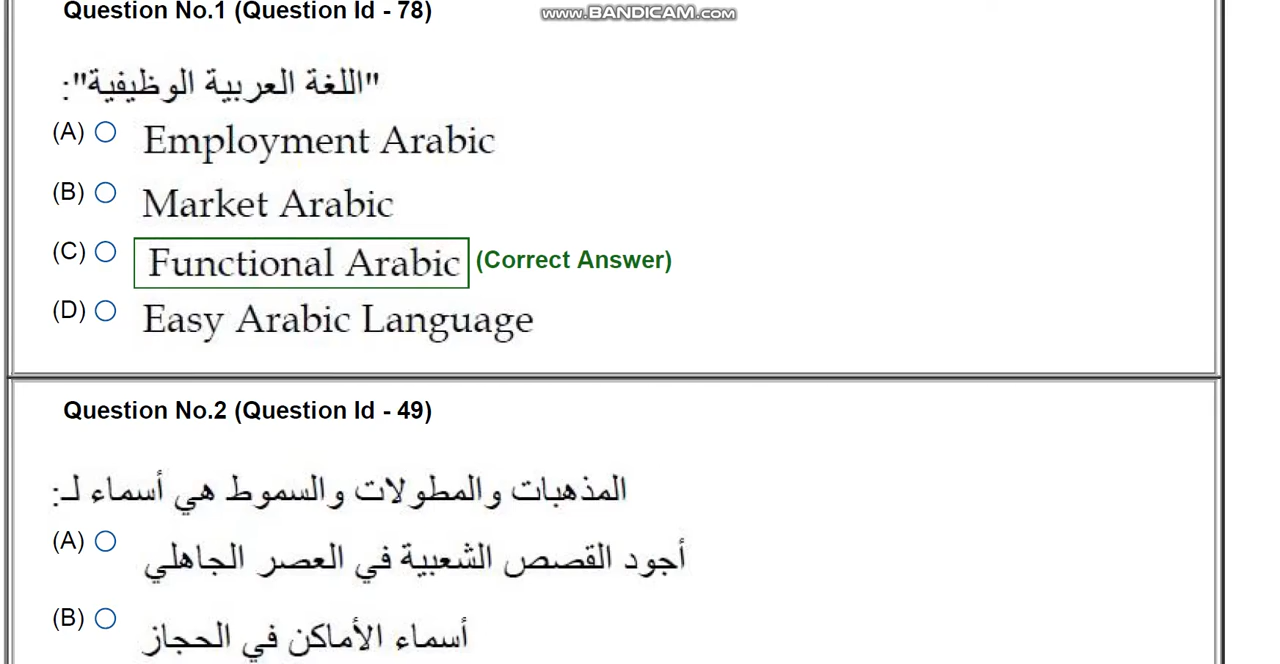 Question No.1 (Question Id - 78)
www.BANDICAM.com
"اللغة العربية الوظيفية":
(A) Employment Arabic
(B) Market Arabic
(C) Functional Arabic (Correct Answer)
(D) Easy Arabic Language
Question No.2 (Question Id - 49)
المذهبات والمطولات والسموط هي أسماء لـ:
(A) أجود القصص الشعبية في العصر الجاهلي
(B) أسماء الأماكن في الحجاز